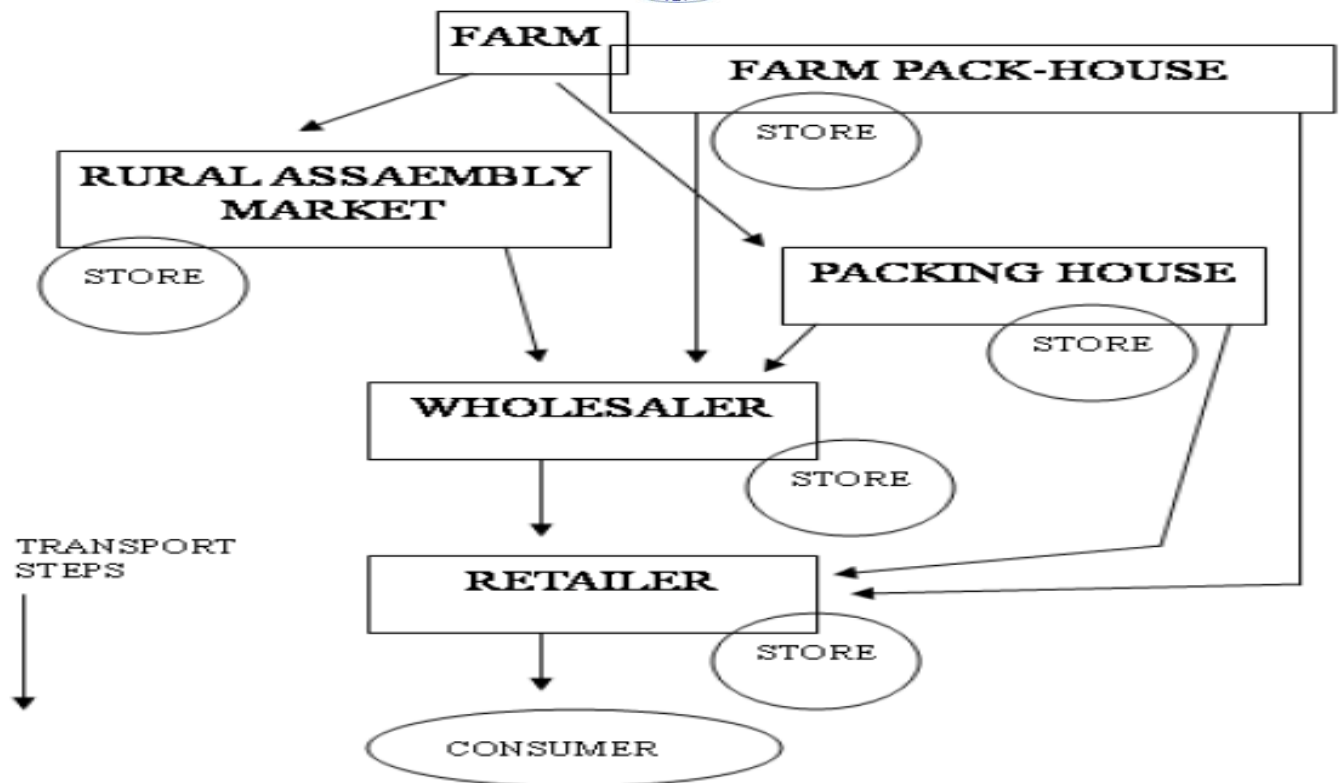 FARM
FARM PACK-HOUSE
STORE
RURAL ASSAEMBLY
MARKET
STORE
PACKING HOUSE
STORE
WHOLESALER
STORE
TRANSPORT
STEPS
RETAILER
STORE
CONSUMER